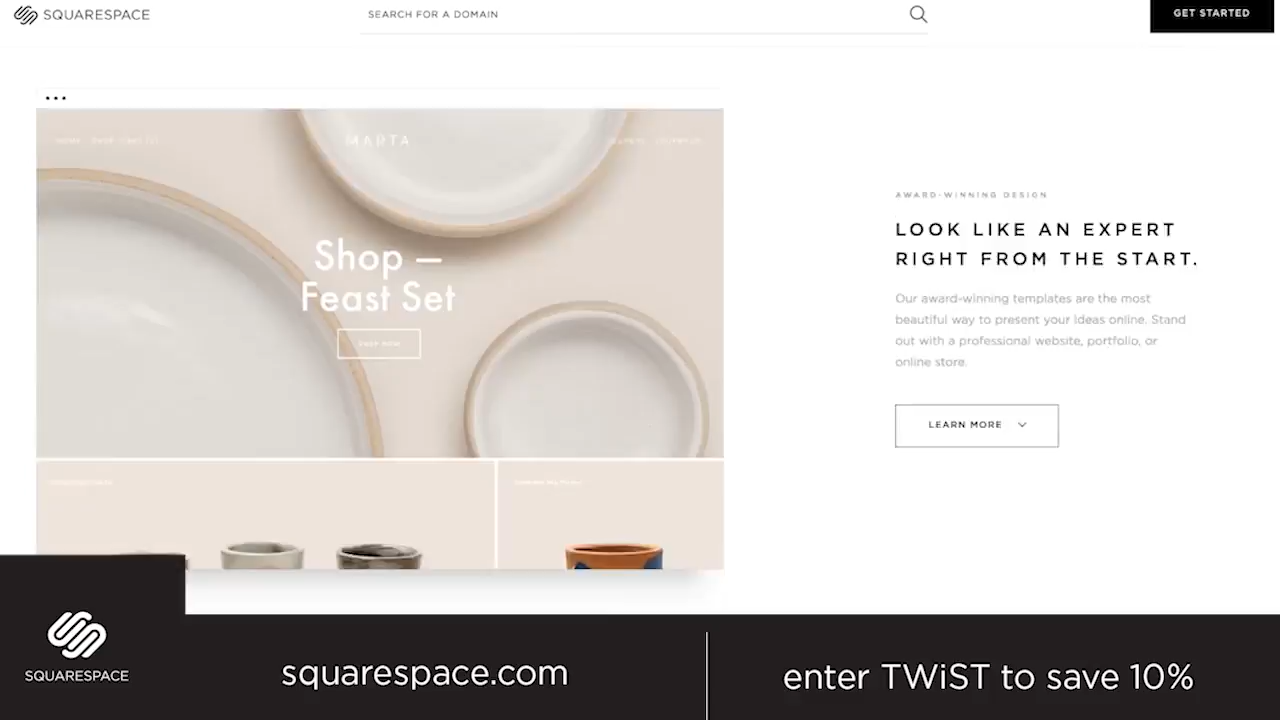 SQUARESPACE
SEARCH FOR A DOMAIN
GET STARTED
MARTA
Shop —
Feast Set
SHOP NOW
AWARD-WINNING DESIGN
LOOK LIKE AN EXPERT
RIGHT FROM THE START.
Our award-winning templates are the most
beautiful way to present your ideas online. Stand
out with a professional website, portfolio, or
online store.
LEARN MORE
SQUARESPACE
squarespace.com
enter TWiST to save 10%